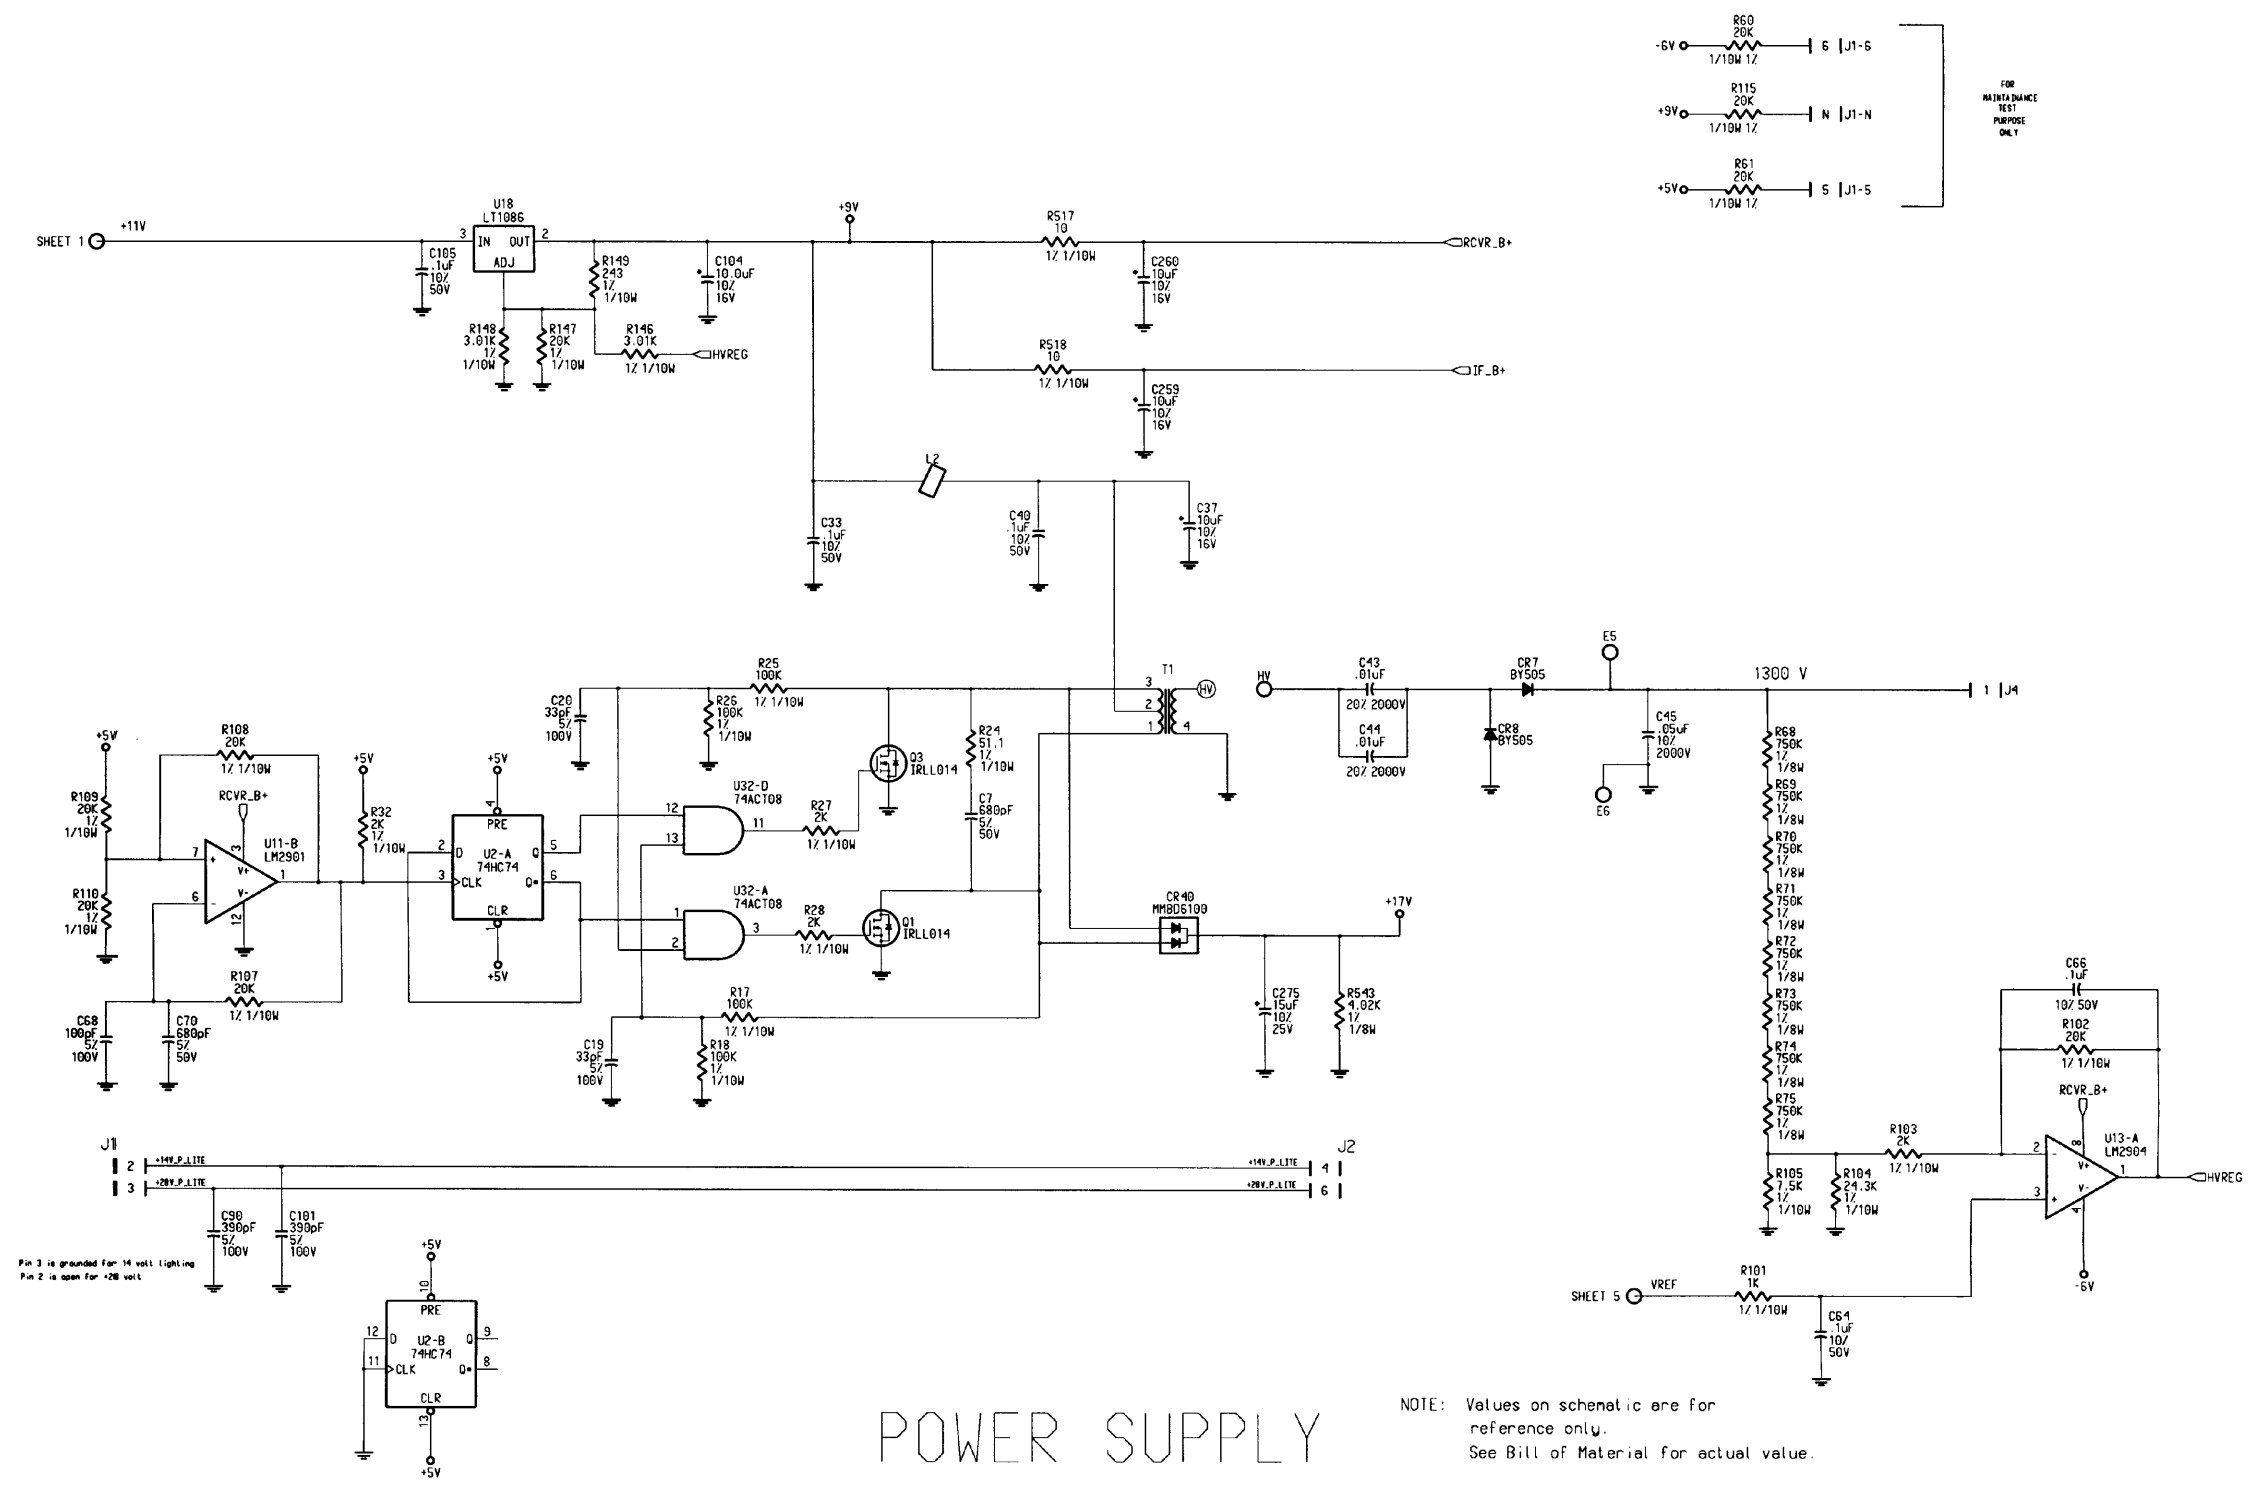 R60
20K
-6V
6
J1-6
1/10W 1%
R115
20K
+9V
N
J1-N
1/10W 1%
R61
20K
+5V
5
J1-5
1/10W 1%
FOR
MAINTAINANCE
TEST
PURPOSE
ONLY
SHEET 1
+11V
U18
LT1086
3
IN
OUT
2
ADJ
C105
.1uF
10%
50V
R149
243
1%
1/10W
C104
10.0uF
10%
16V
+9V
R517
10
1% 1/10W
RCVR_B+
C260
10uF
10%
16V
R148
3.01K
1%
1/10W
R147
20K
1%
1/10W
R146
3.01K
1% 1/10W
HVREG
R518
10
1% 1/10W
IF_B+
C259
10uF
10%
16V
L2
C33
.1uF
10%
50V
C40
.1uF
10%
50V
C37
10uF
10%
16V
R25
100K
1% 1/10W
C20
33pF
5%
100V
R26
100K
1%
1/10W
T1
3
2
1
4
HV
HV
C43
.01uF
20% 2000V
C44
.01uF
20% 2000V
CR7
BY505
CR8
BY505
E5
E6
C45
.05uF
10%
2000V
1300 V
1
J4
+5V
R108
20K
1% 1/10W
RCVR_B+
R109
20K
1%
1/10W
R110
20K
1%
1/10W
7
+
6
-
3
V+
V-
12
U11-B
LM2901
1
R107
20K
1% 1/10W
C68
100pF
5%
100V
C70
680pF
5%
50V
+5V
R32
2K
1%
1/10W
+5V
4
PRE
2
D
U2-A
74HC74
Q
5
3
CLK
Q*
6
CLR
1
+5V
U32-D
74ACT08
12
13
11
R27
2K
1% 1/10W
Q3
IRLL014
R24
51.1
1%
1/10W
C7
680pF
5%
50V
U32-A
74ACT08
1
2
3
R28
2K
1% 1/10W
Q1
IRLL014
R17
100K
1% 1/10W
C19
33pF
5%
100V
R18
100K
1%
1/10W
CR40
MMBD6100
+17V
C275
15uF
10%
25V
R543
4.02K
1%
1/8W
R68
750K
1%
1/8W
R69
750K
1%
1/8W
R70
750K
1%
1/8W
R71
750K
1%
1/8W
R72
750K
1%
1/8W
R73
750K
1%
1/8W
R74
750K
1%
1/8W
R75
750K
1%
1/8W
C66
.1uF
10% 50V
R102
20K
1% 1/10W
RCVR_B+
R103
2K
1% 1/10W
R105
7.5K
1%
1/10W
R104
24.3K
1%
1/10W
2
-
3
+
8
V+
V-
4
U13-A
LM2904
1
HVREG
-6V
SHEET 5
VREF
R101
1K
1% 1/10W
C64
.1uF
10%
50V
J1
2
+14V_P_LITE
3
+28V_P_LITE
J2
+14V_P_LITE
4
+28V_P_LITE
6
C90
390pF
5%
100V
C101
390pF
5%
100V
Pin 3 is grounded for 14 volt lighting
Pin 2 is open for +28 volt
+5V
10
PRE
12
D
U2-B
74HC74
Q
9
11
CLK
Q*
8
CLR
13
+5V
POWER SUPPLY
NOTE: Values on schematic are for
reference only.
See Bill of Material for actual value.